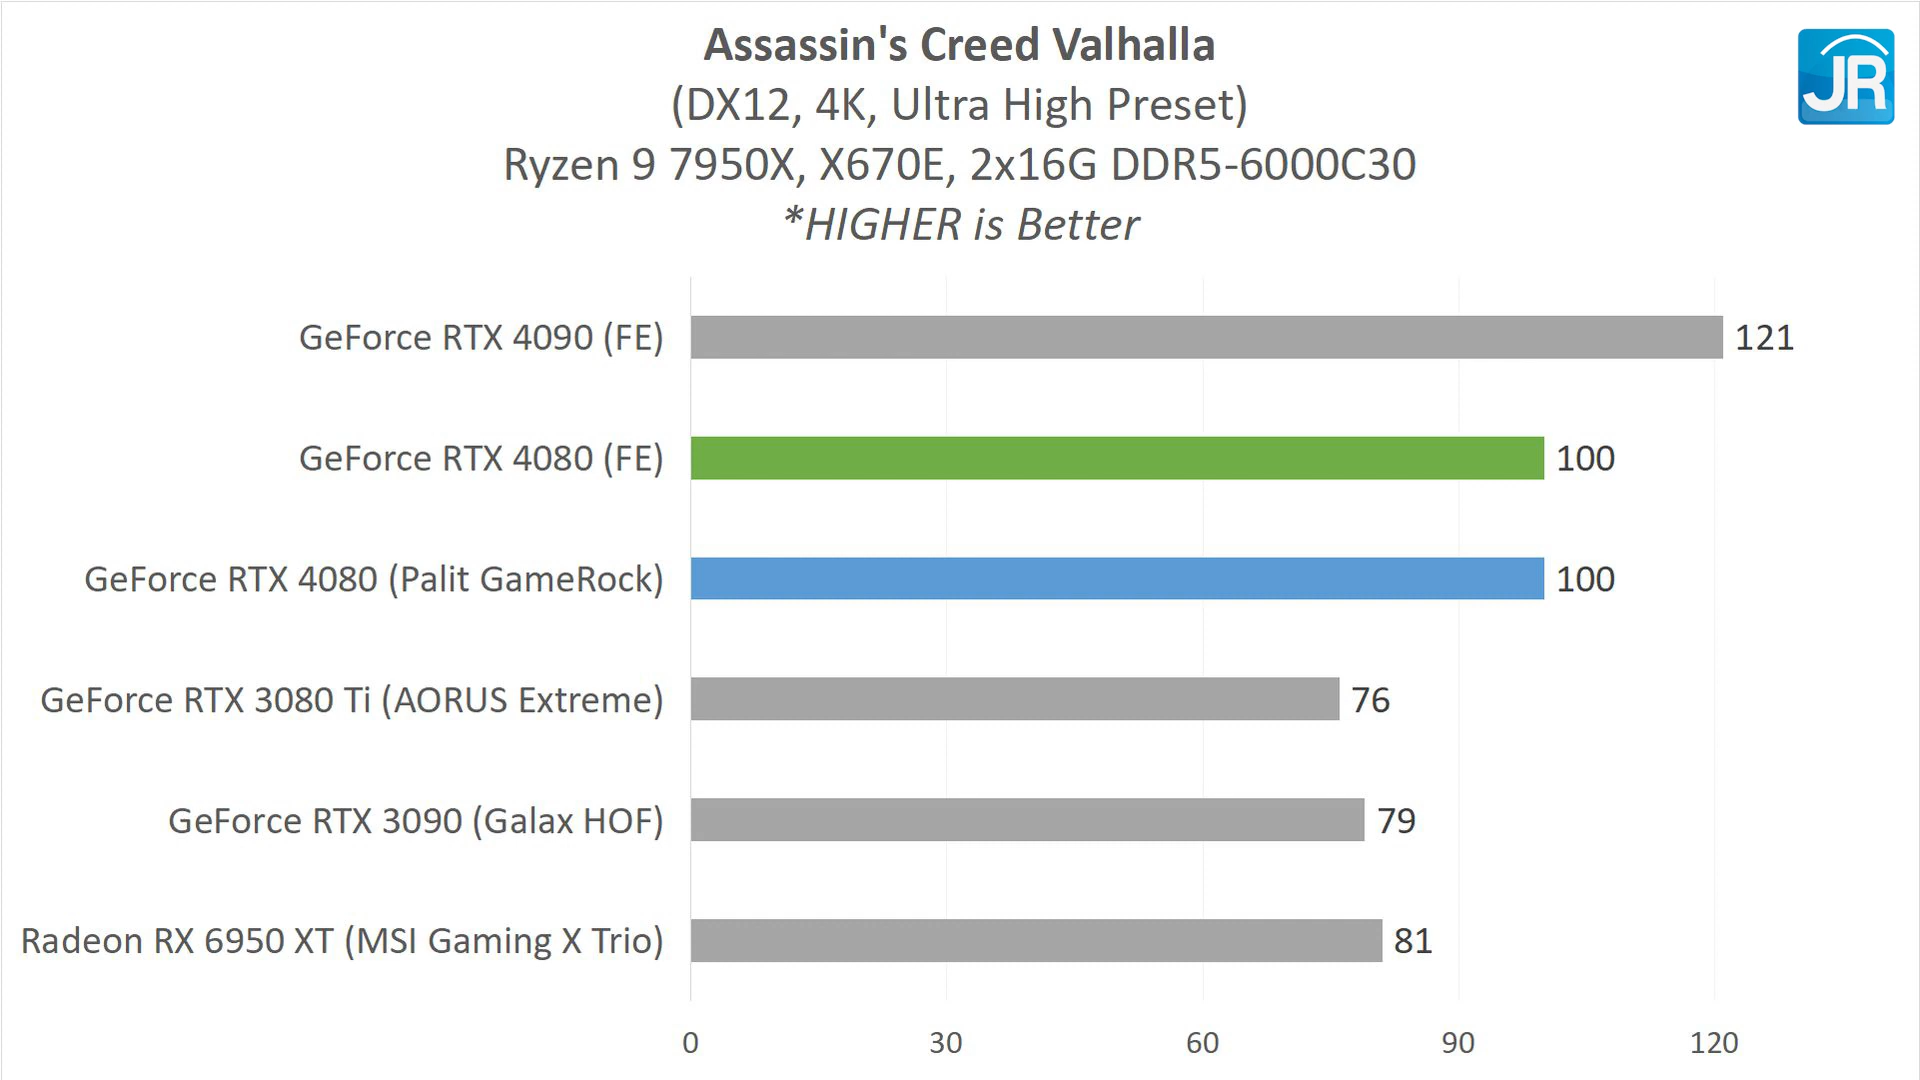 Assassin's Creed Valhalla
(DX12, 4K, Ultra High Preset)
Ryzen 9 7950X, X670E, 2x16G DDR5-6000C30
*HIGHER is Better
JR
GeForce RTX 4090 (FE) 121
GeForce RTX 4080 (FE) 100
GeForce RTX 4080 (Palit GameRock) 100
GeForce RTX 3080 Ti (AORUS Extreme) 76
GeForce RTX 3090 (Galax HOF) 79
Radeon RX 6950 XT (MSI Gaming X Trio) 81
0 30 60 90 120